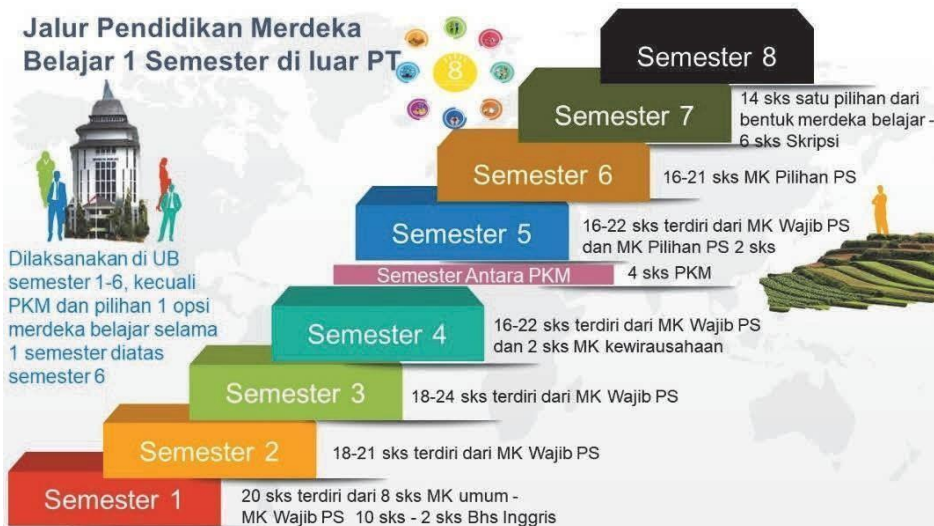 Jalur Pendidikan Merdeka
Belajar 1 Semester di luar PT
8
Semester 8
Semester 7
14 sks satu pilihan dari
bentuk merdeka belajar -
6 sks Skripsi
Semester 6
16-21 sks MK Pilihan PS
Semester 5
16-22 sks terdiri dari MK Wajib PS
dan MK Pilihan PS 2 sks
Semester Antara PKM
4 sks PKM
Dilaksanakan di UB
semester 1-6, kecuali
PKM dan pilihan 1 opsi
merdeka belajar selama
1 semester diatas
semester 6
Semester 4
16-22 sks terdiri dari MK Wajib PS
dan 2 sks MK kewirausahaan
Semester 3
18-24 sks terdiri dari MK Wajib PS
Semester 2
18-21 sks terdiri dari MK Wajib PS
Semester 1
20 sks terdiri dari 8 sks MK umum -
MK Wajib PS 10 sks - 2 sks Bhs Inggris